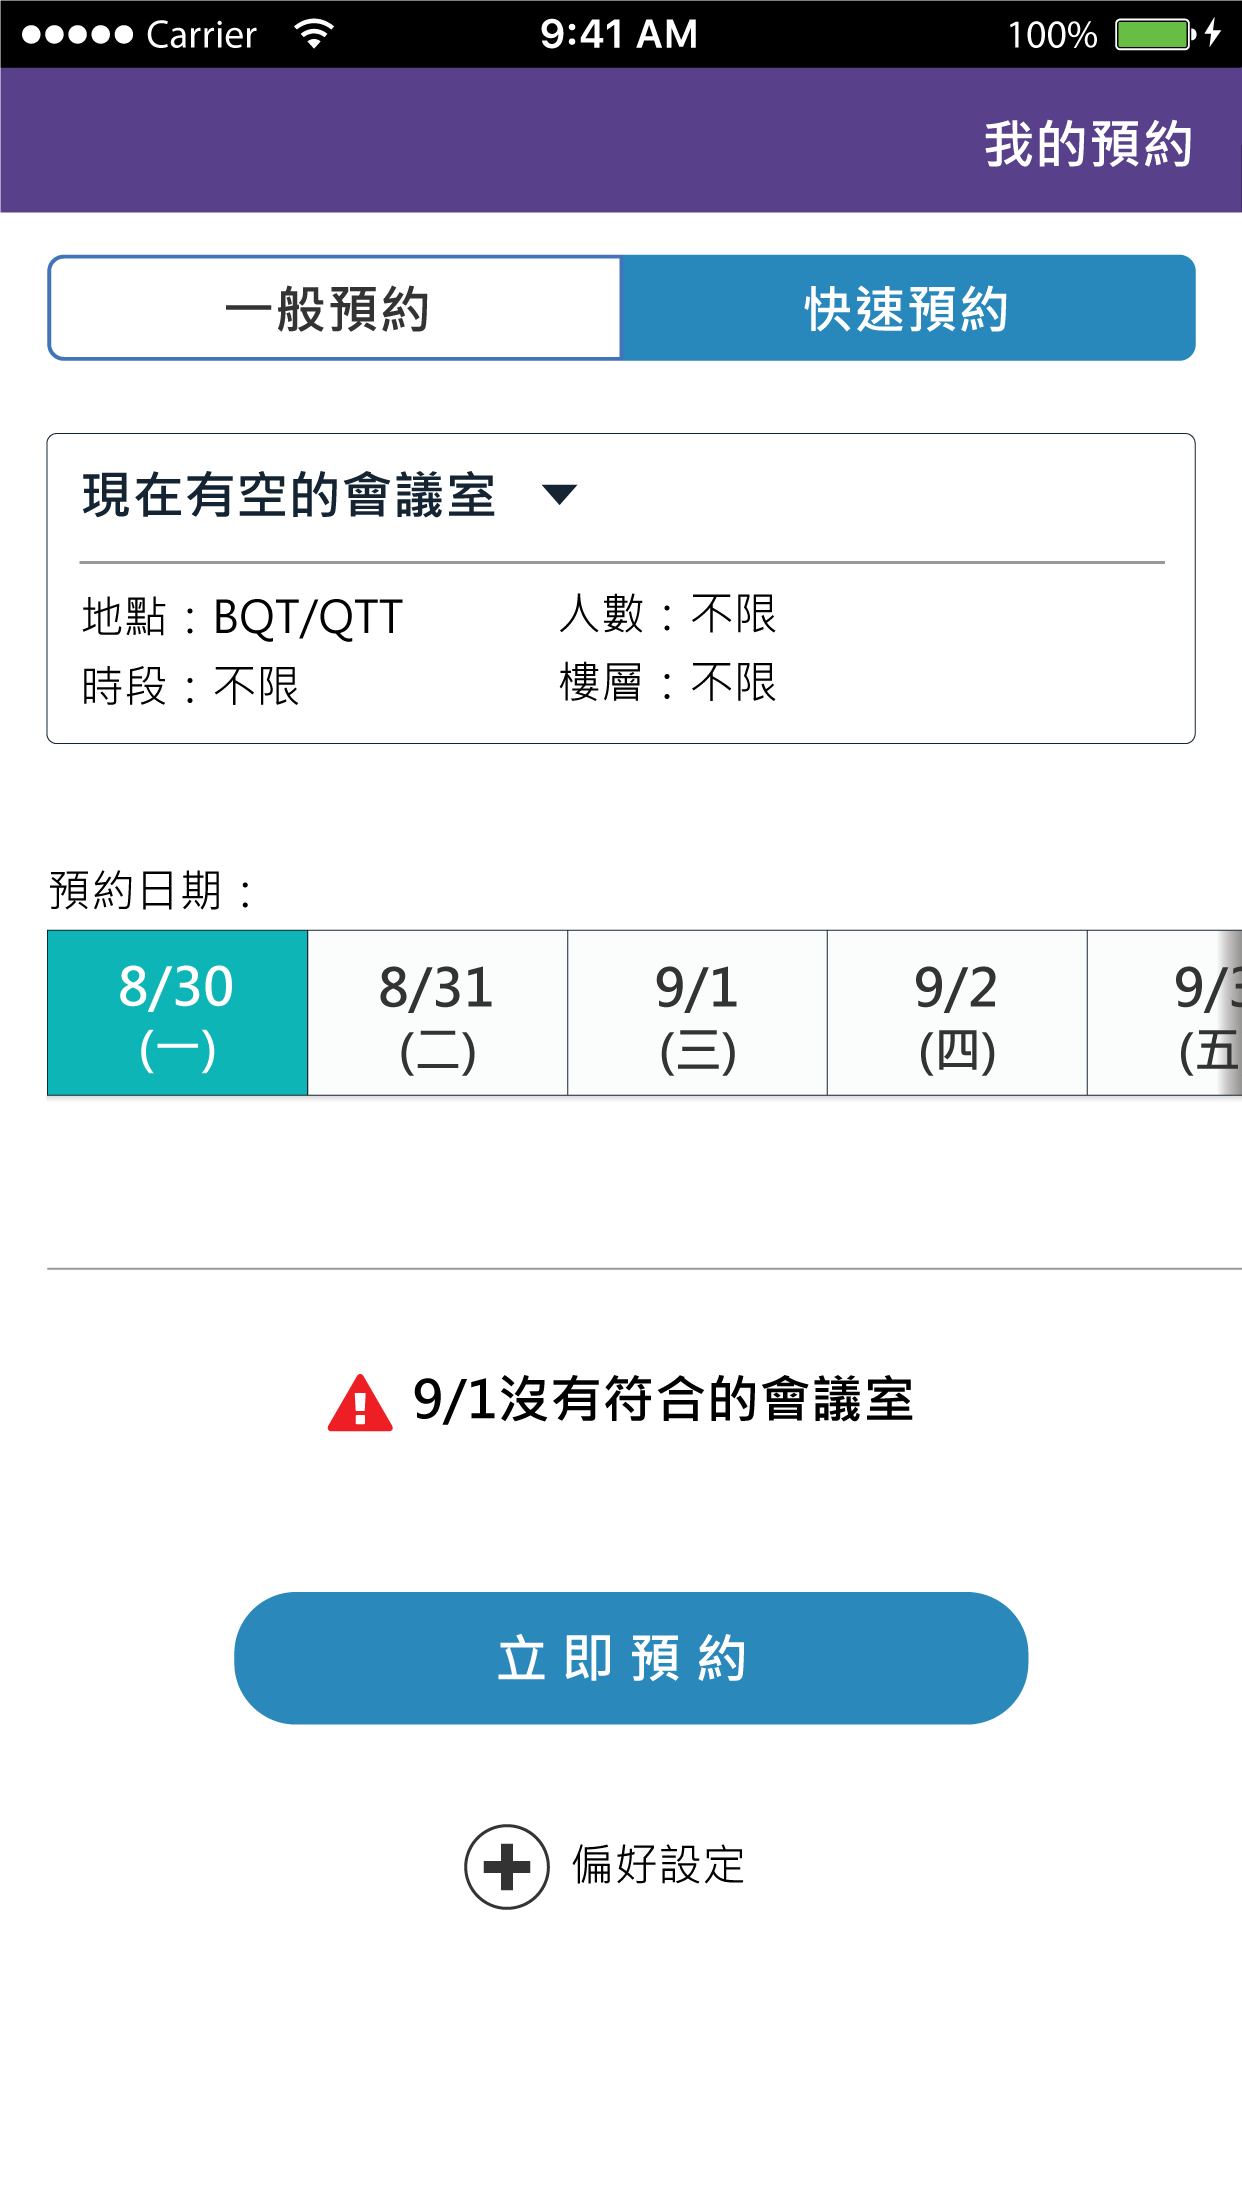 Carrier 9:41 AM 100%
我的預約
一般預約 快速預約
現在有空的會議室
地點：BQT/QTT 人數：不限
時段：不限 樓層：不限
預約日期：
8/30 8/31 9/1 9/2 9/3
(一) (二) (三) (四) (五
9/1沒有符合的會議室
立即預約
偏好設定